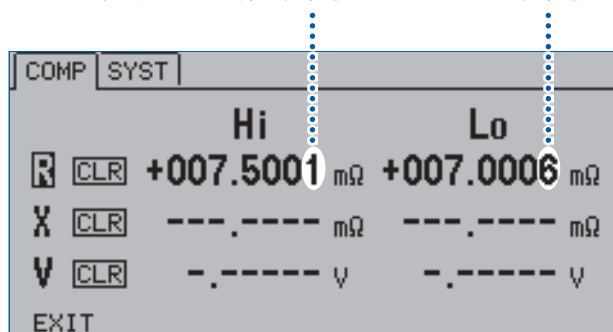 COMP SYST
Hi Lo
R CLR +007.5001 mΩ +007.0006 mΩ
X CLR ---.---- mΩ ---.---- mΩ
V CLR -.----- V -.----- V
EXIT